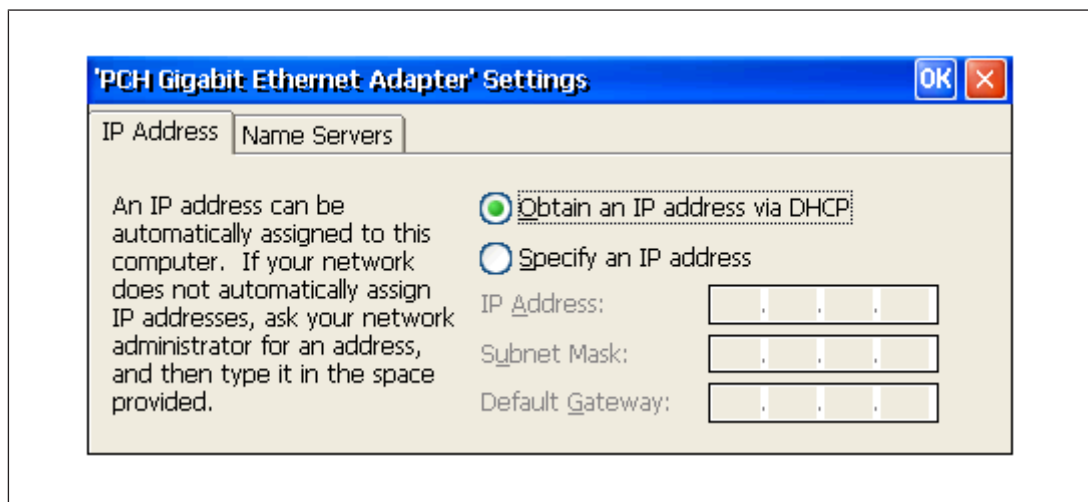 'PCH Gigabit Ethernet Adapter' Settings
OK
IP Address
Name Servers
An IP address can be
automatically assigned to this
computer.  If your network
does not automatically assign
IP addresses, ask your network
administrator for an address,
and then type it in the space
provided.
Obtain an IP address via DHCP
Specify an IP address
IP Address:
Subnet Mask:
Default Gateway: